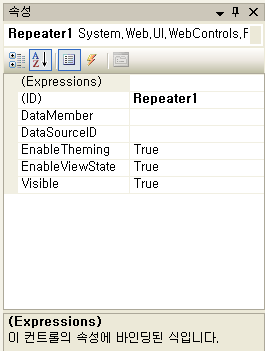 속성
Repeater1 System.Web.UI.WebControls.
(Expressions)
(ID) Repeater1
DataMember
DataSourceID
EnableTheming True
EnableViewState True
Visible True
(Expressions)
이 컨트롤의 속성에 바인딩된 식입니다.